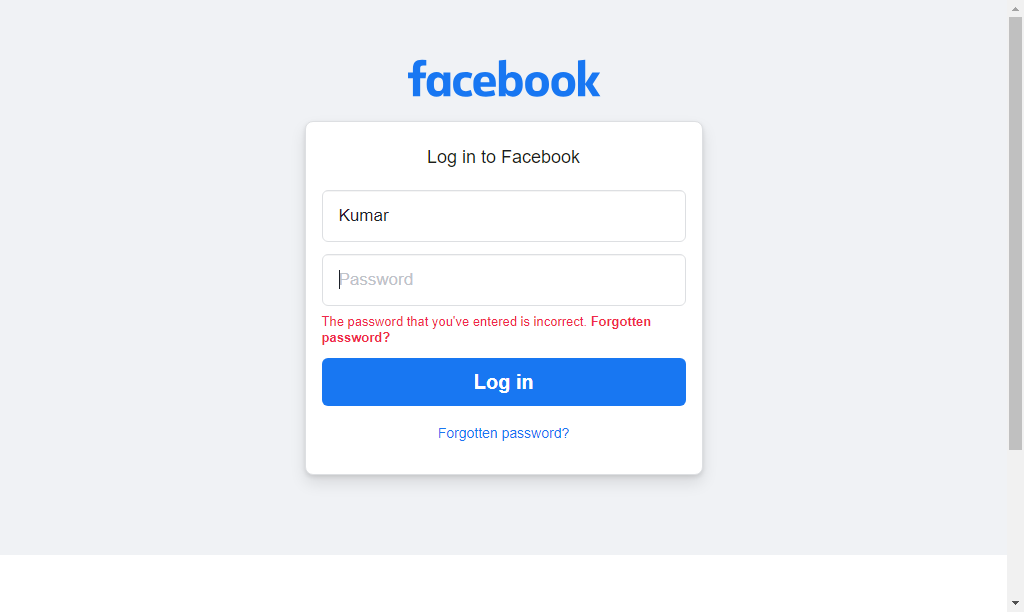 facebook
Log in to Facebook
Kumar
Password
The password that you've entered is incorrect. Forgotten
password?
Log in
Forgotten password?